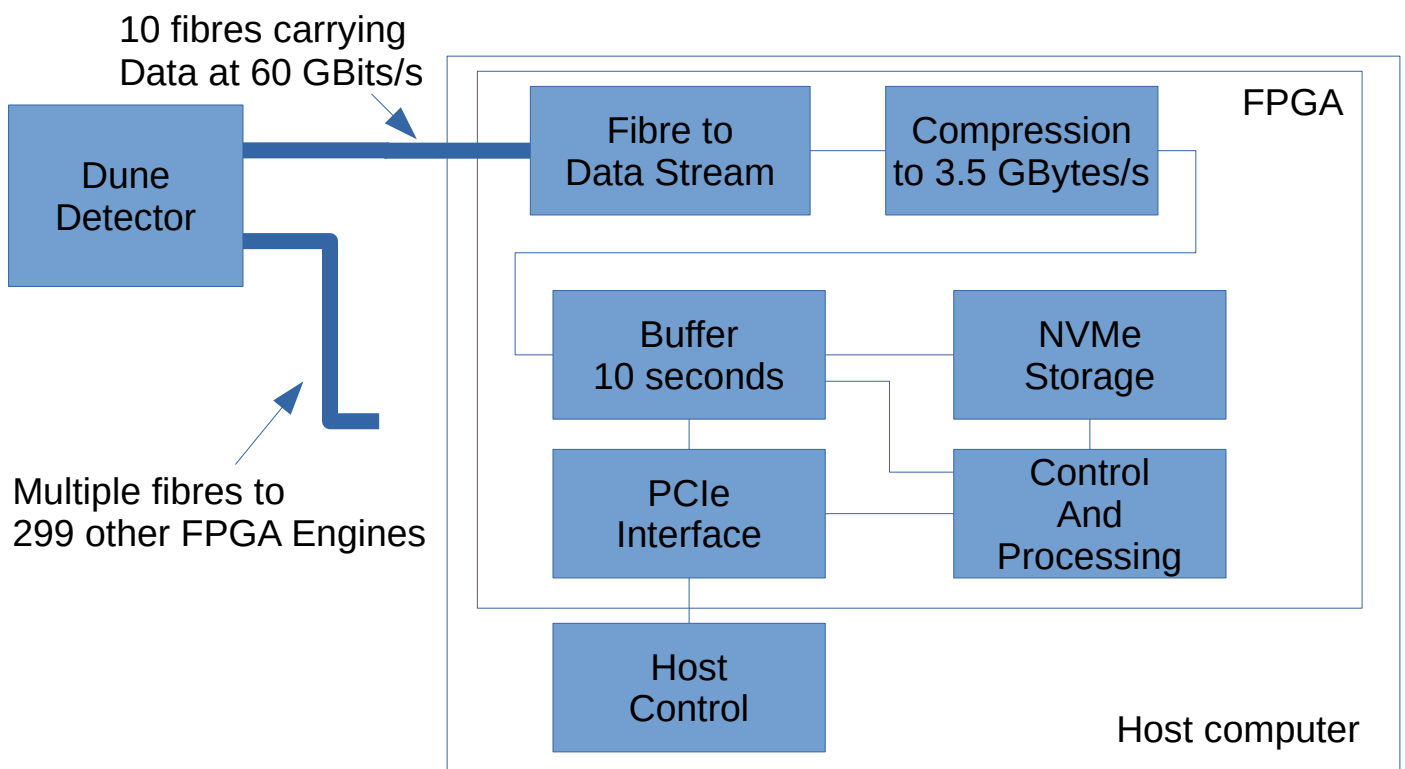 10 fibres carrying
Data at 60 GBits/s
FPGA
Fibre to
Data Stream
Compression
to 3.5 GBytes/s
Dune
Detector
Buffer
10 seconds
NVMe
Storage
Multiple fibres to
299 other FPGA Engines
PCIe
Interface
Control
And
Processing
Host
Control
Host computer